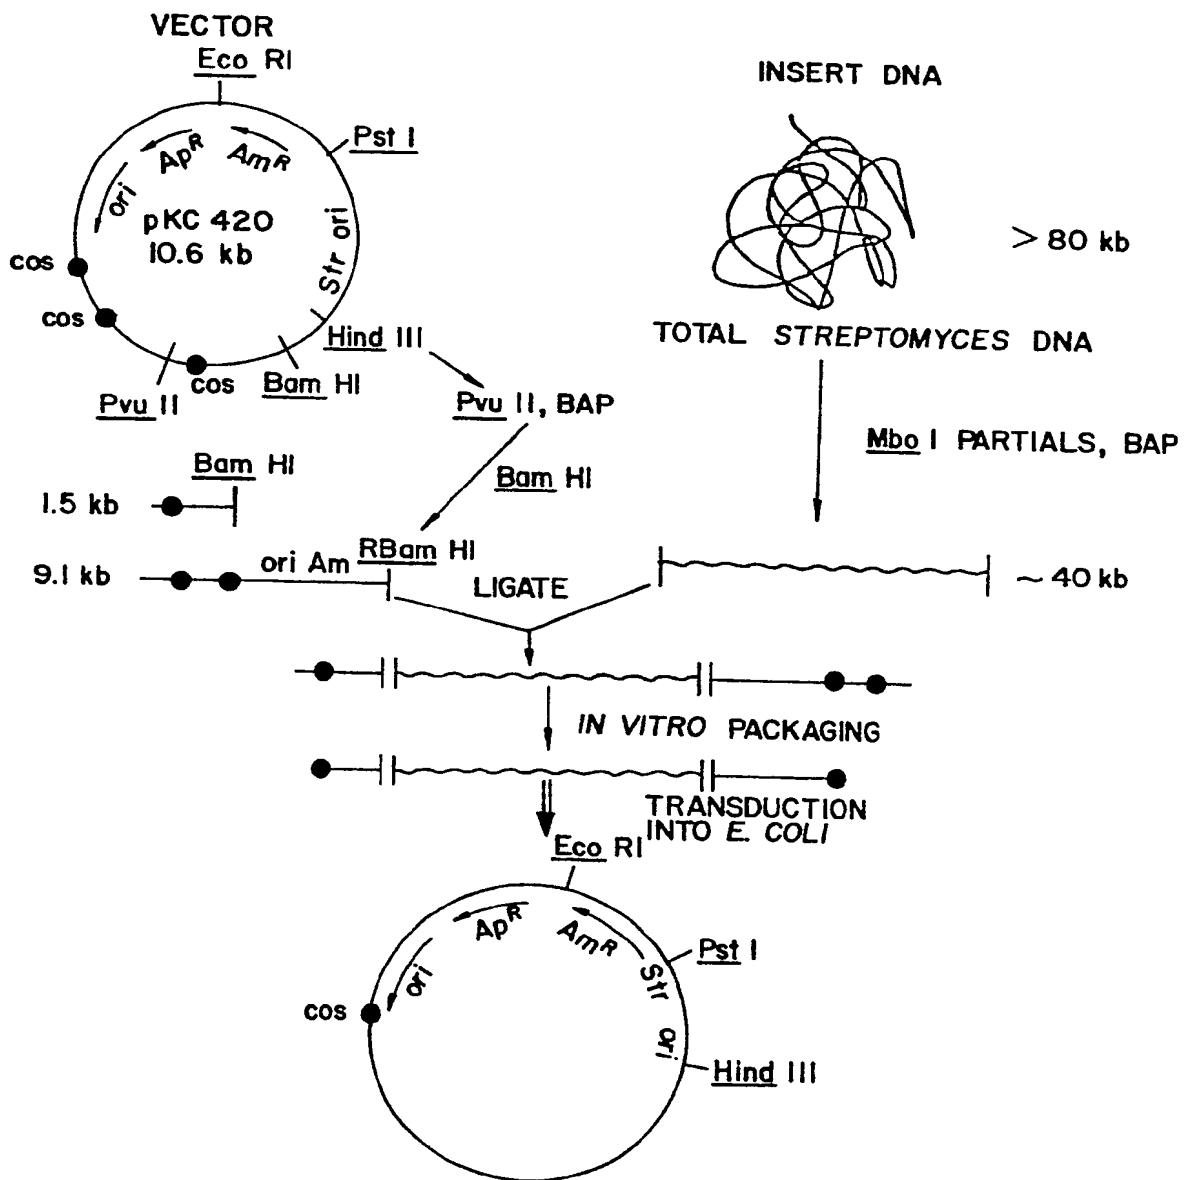 VECTOR
Eco RI
Pst I
ApR
AmR
ori
pKC 420
10.6 kb
Str ori
cos
cos
cos
Hind III
Bam HI
Pvu II
INSERT DNA
> 80 kb
TOTAL STREPTOMYCES DNA
Pvu II, BAP
Mbo I PARTIALS, BAP
Bam HI
Bam HI
1.5 kb
9.1 kb
ori Am RBam HI
LIGATE
~ 40 kb
IN VITRO PACKAGING
TRANSDUCTION
INTO E. COLI
Eco RI
ApR
AmR
Pst I
ori
Str ori
cos
Hind III